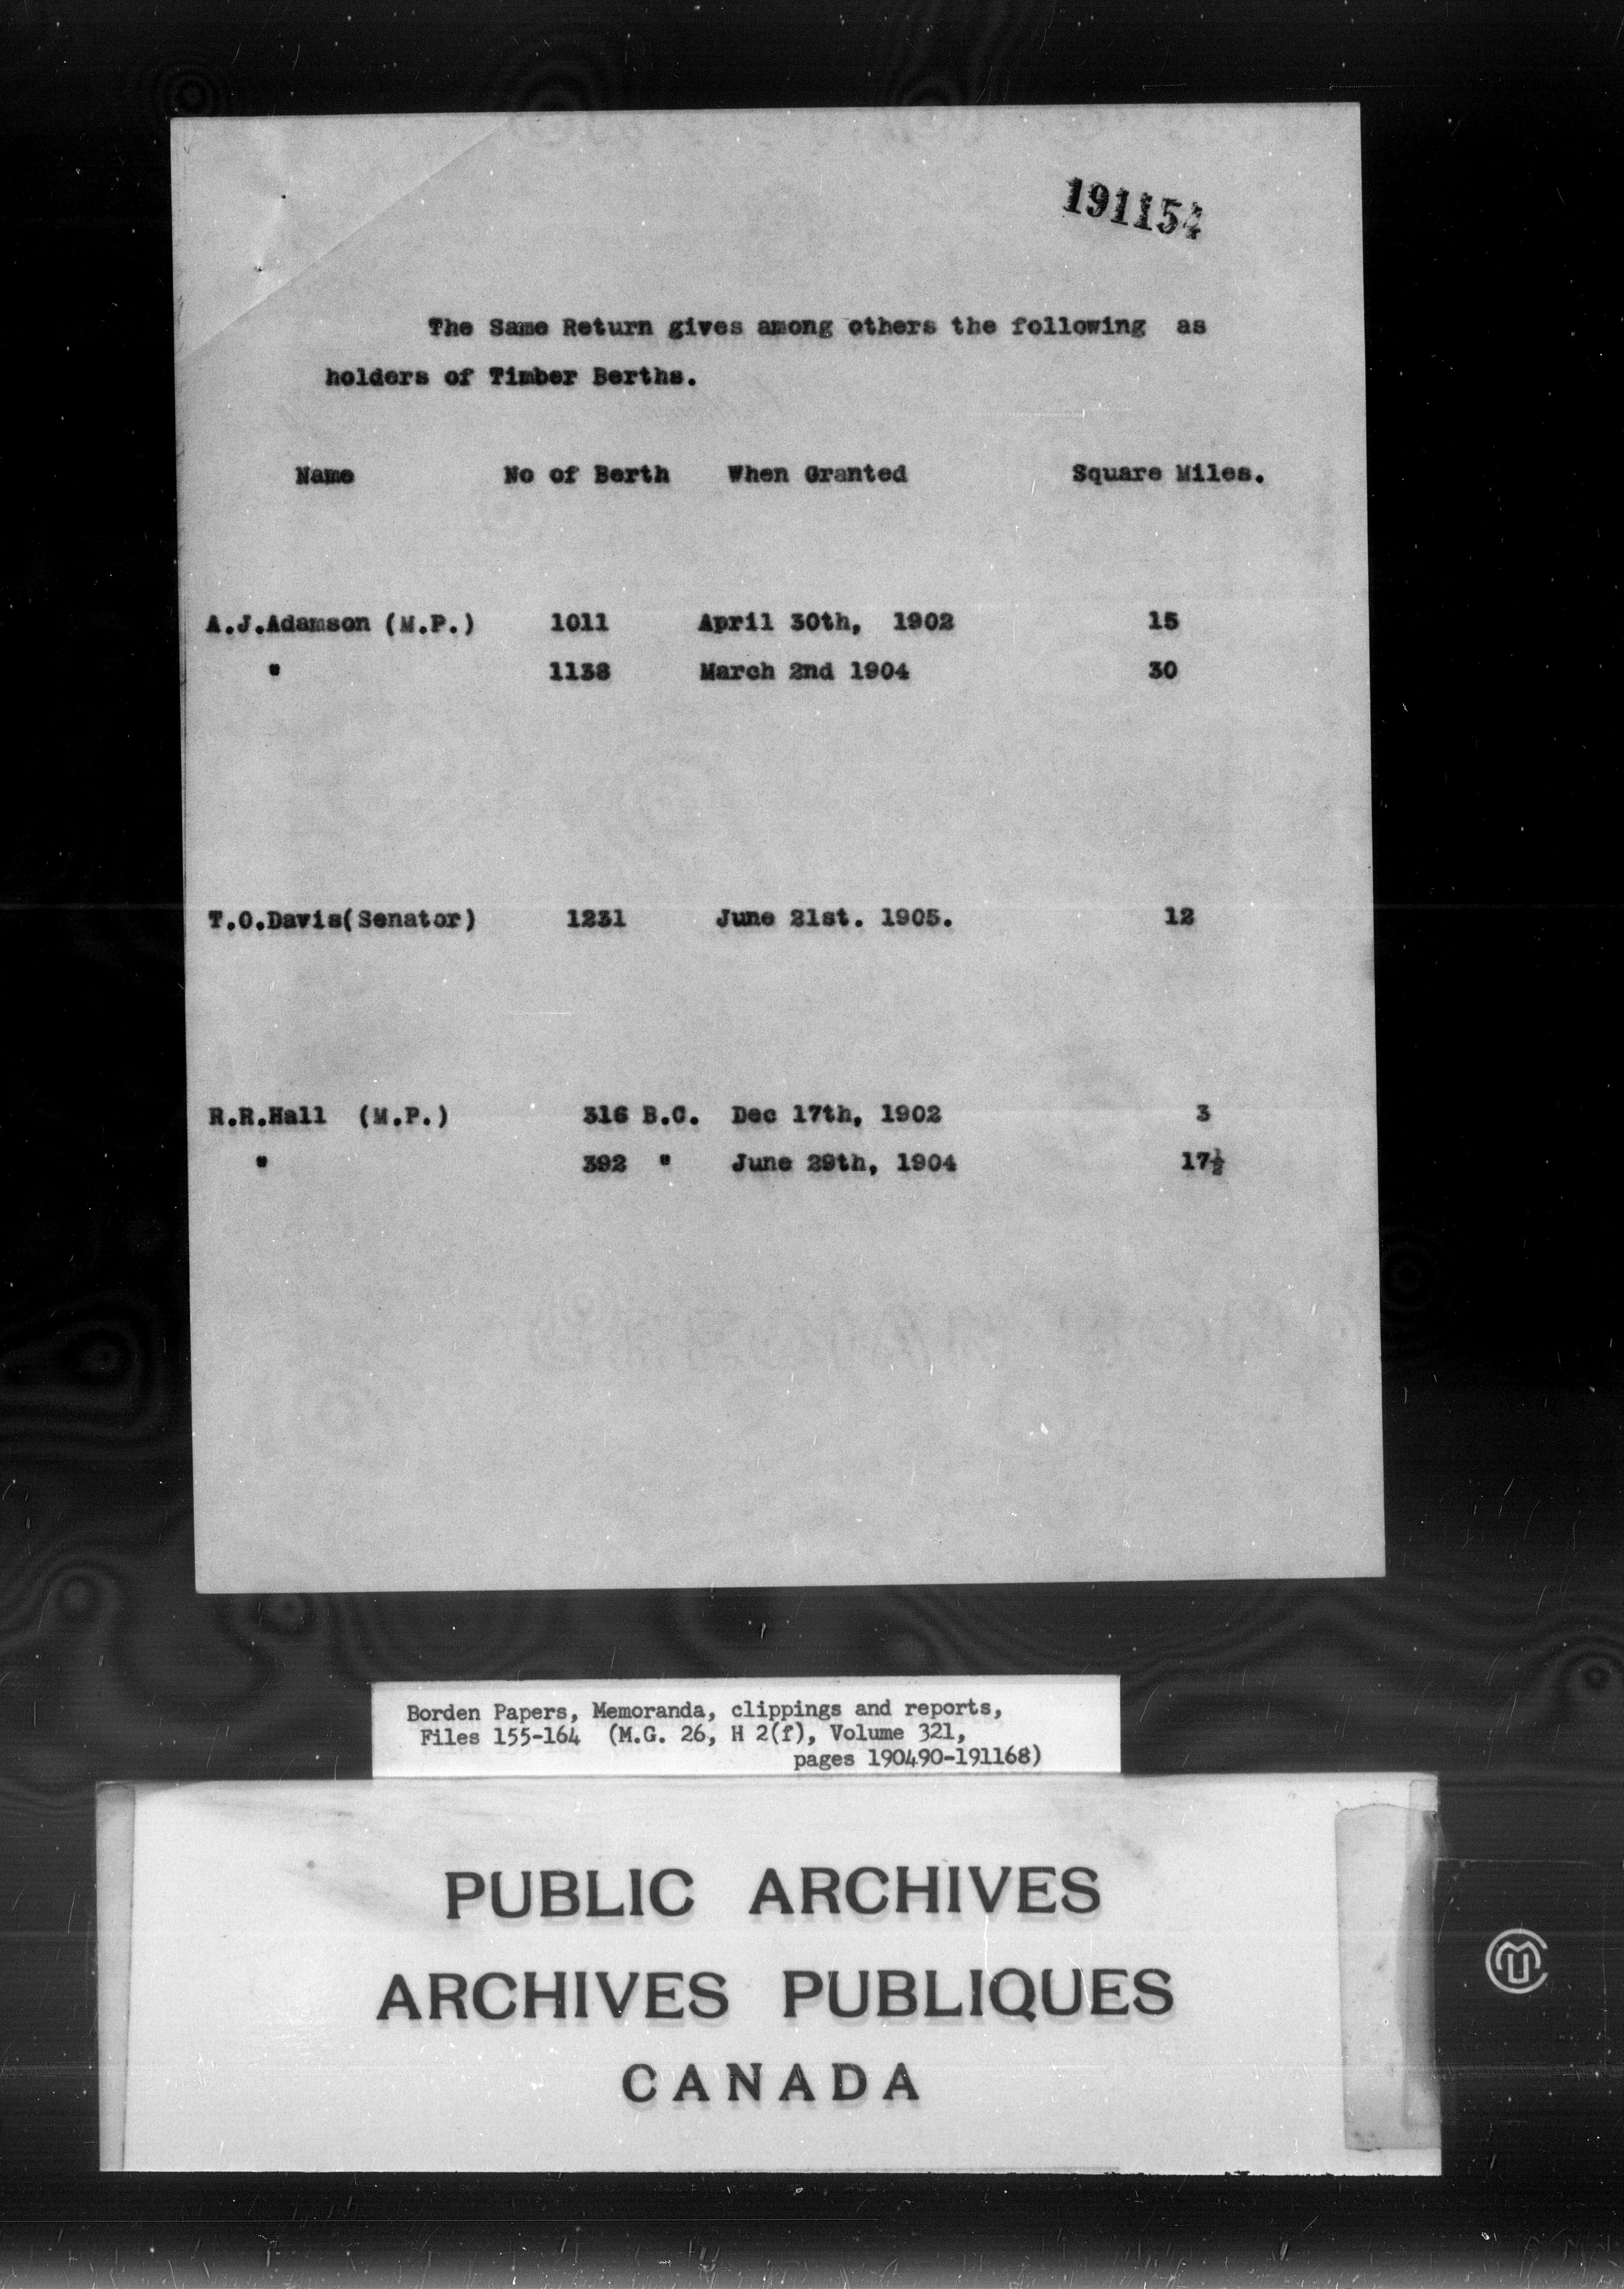 191154
The Same Return gives among others the following as
holders of Timber Berths.
Name No of Berth When Granted Square Miles.
A.J.Adamson (M.P.) 1011 April 30th, 1902 15
" 1138 March 2nd 1904 30
T.O.Davis(Senator) 1231 June 21st. 1905. 12
R.R.Hall (M.P.) 316 B.C. Dec 17th, 1902 3
" 392 " June 29th, 1904 17½
Borden Papers, Memoranda, clippings and reports,
Files 155-164 (M.G. 26, H 2(f), Volume 321,
pages 190490-191168)
PUBLIC ARCHIVES
ARCHIVES PUBLIQUES
CANADA